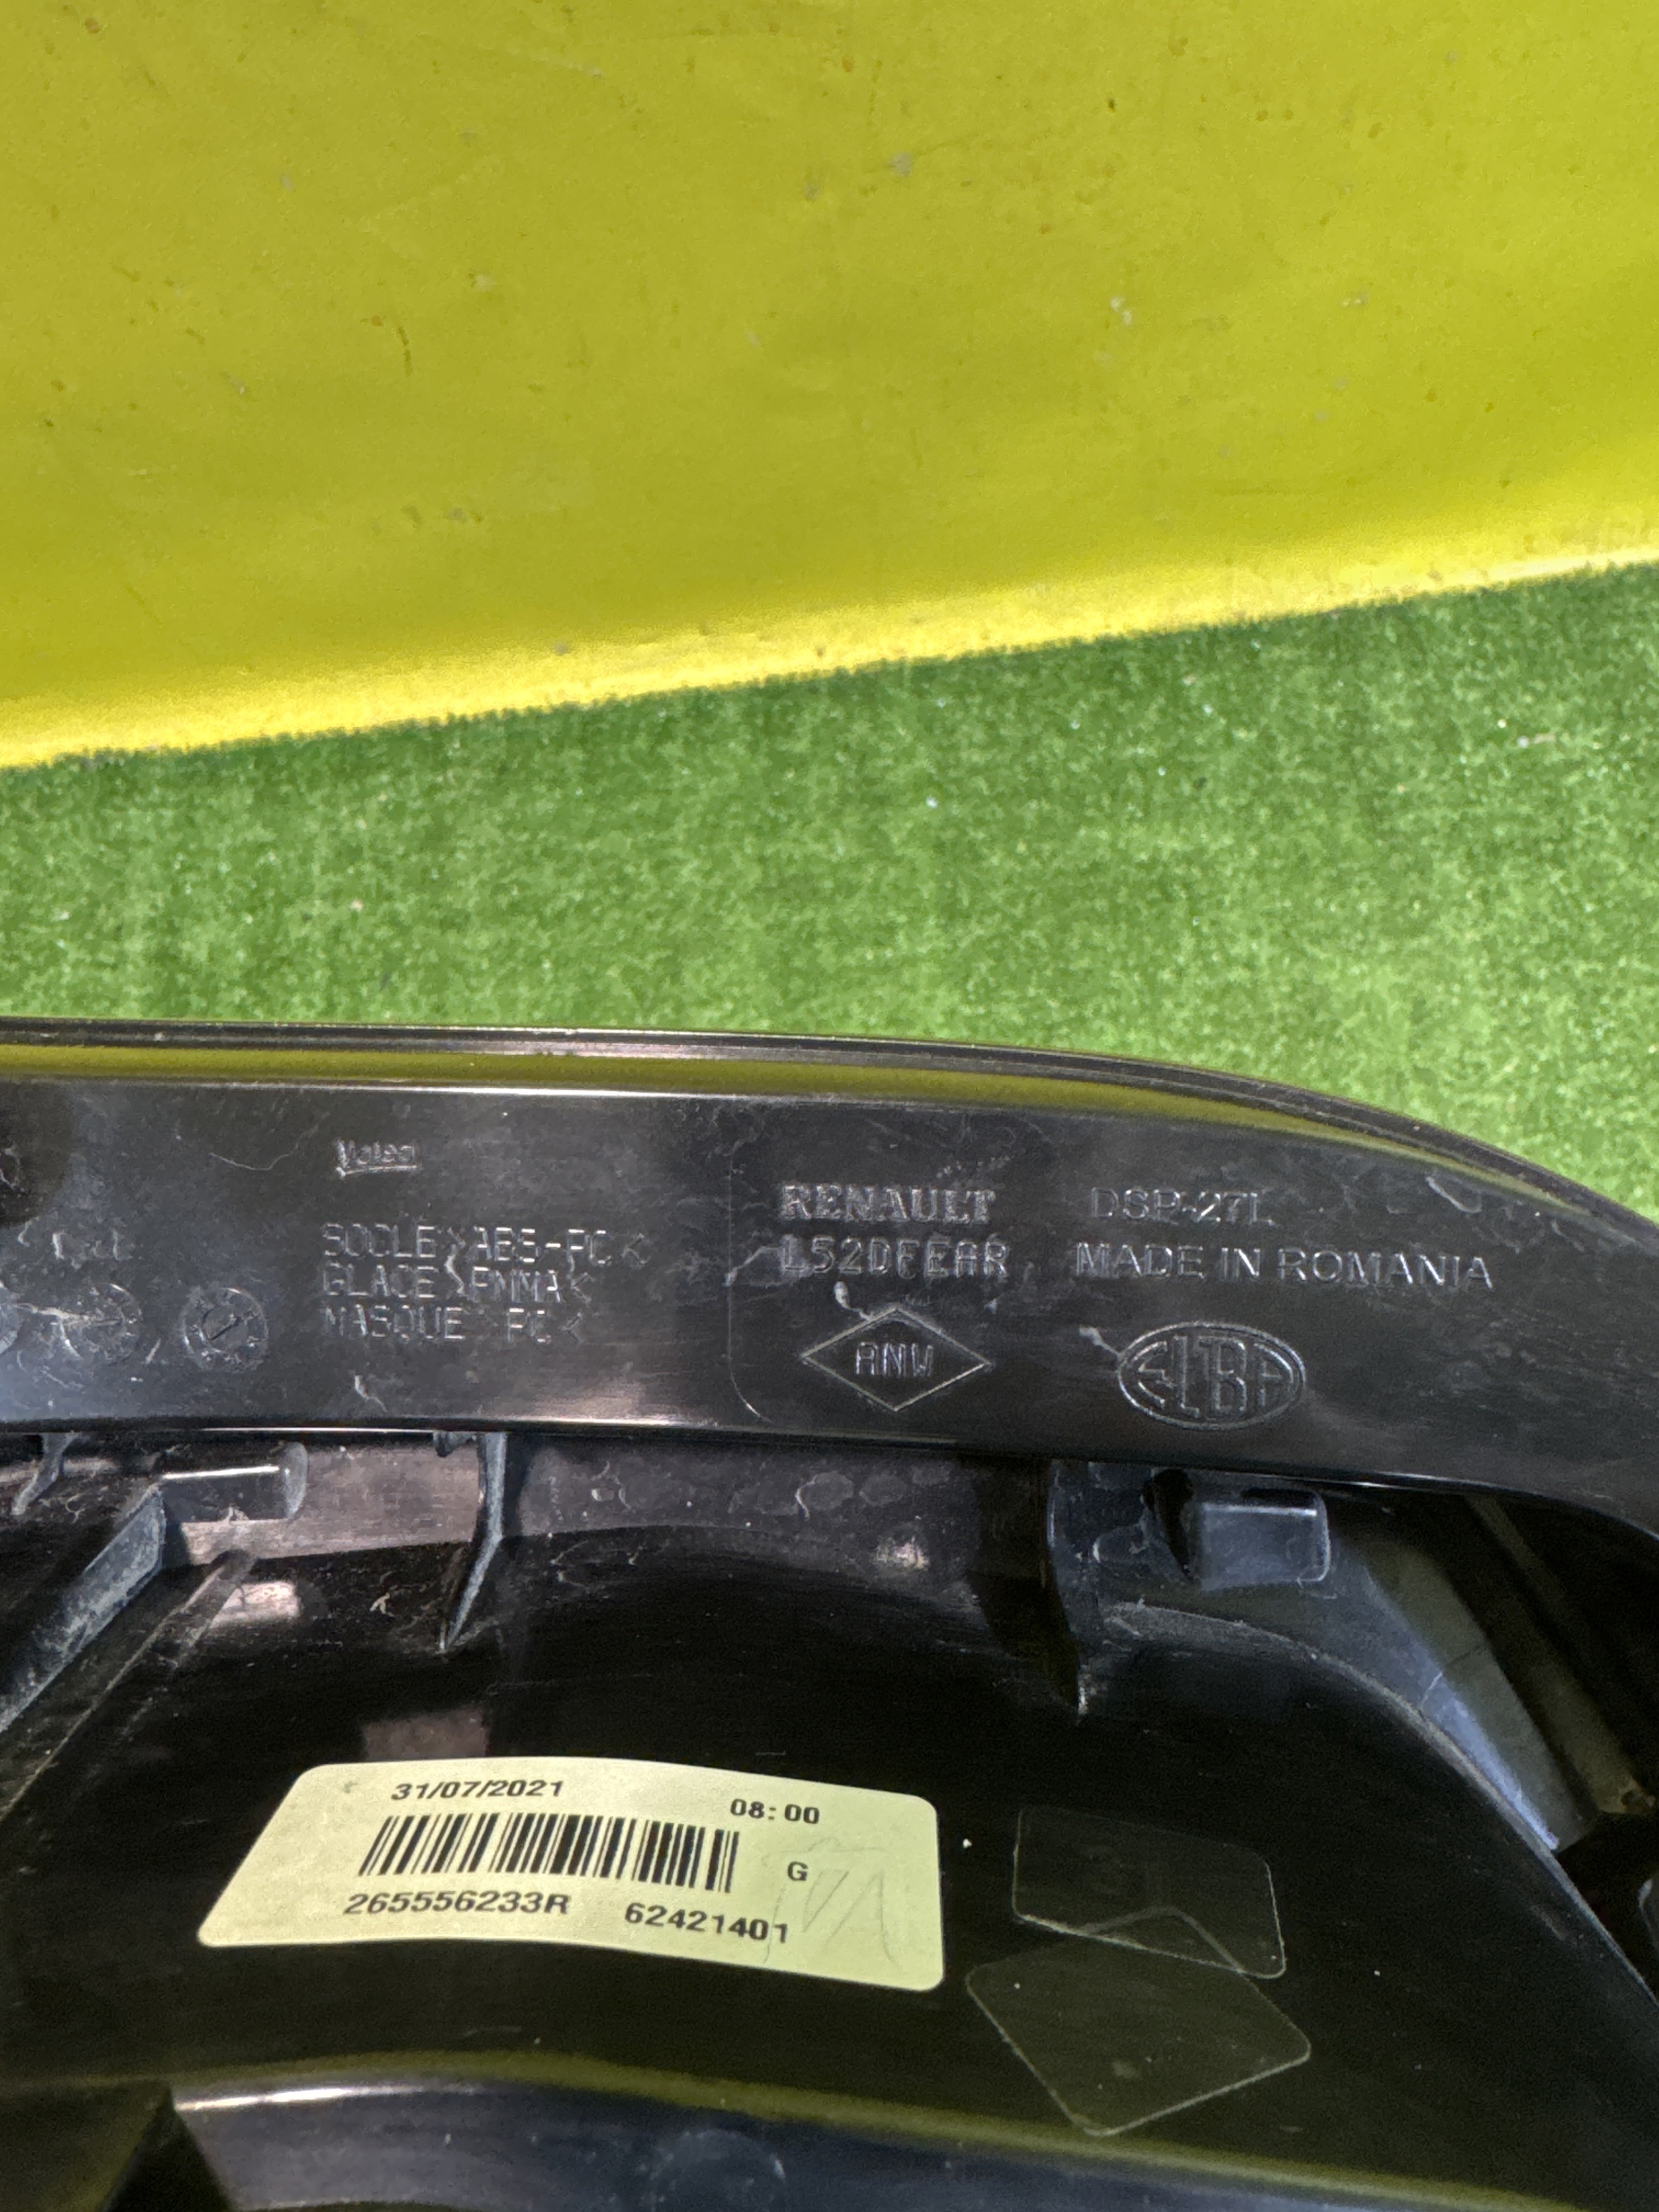 Valeo
SOCLE >ABS-PC<
GLACE >PMMA<
MASQUE >PC<
RENAULT
L52DFEAR
RNW
DSP-27L
MADE IN ROMANIA
ELBA
31/07/2021 08:00
G
265556233R 62421401